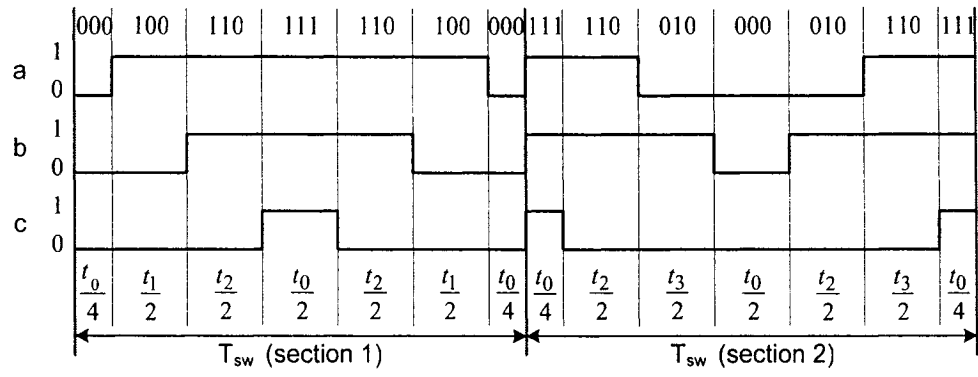 000 100 110 111 110 100 000 111 110 010 000 010 110 111
a 1
0
b 1
0
c 1
0
t0/4 t1/2 t2/2 t0/2 t2/2 t1/2 t0/4 t0/4 t2/2 t3/2 t0/2 t2/2 t3/2 t0/4
Tsw (section 1) Tsw (section 2)